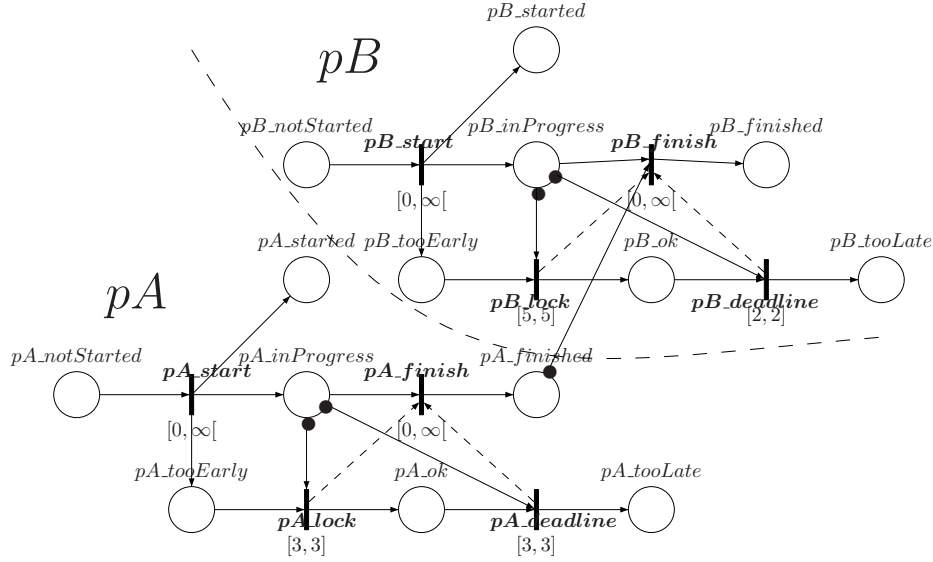 pB_started
pB
pB_notStarted
pB_start
pB_inProgress
pB_finish
pB_finished
[0, ∞[
[0, ∞[
pA_started
pB_tooEarly
pB_ok
pB_tooLate
pA
pB_lock
pB_deadline
[5, 5]
[2, 2]
pA_notStarted
pA_start
pA_inProgress
pA_finish
pA_finished
[0, ∞[
[0, ∞[
pA_tooEarly
pA_ok
pA_tooLate
pA_lock
pA_deadline
[3, 3]
[3, 3]